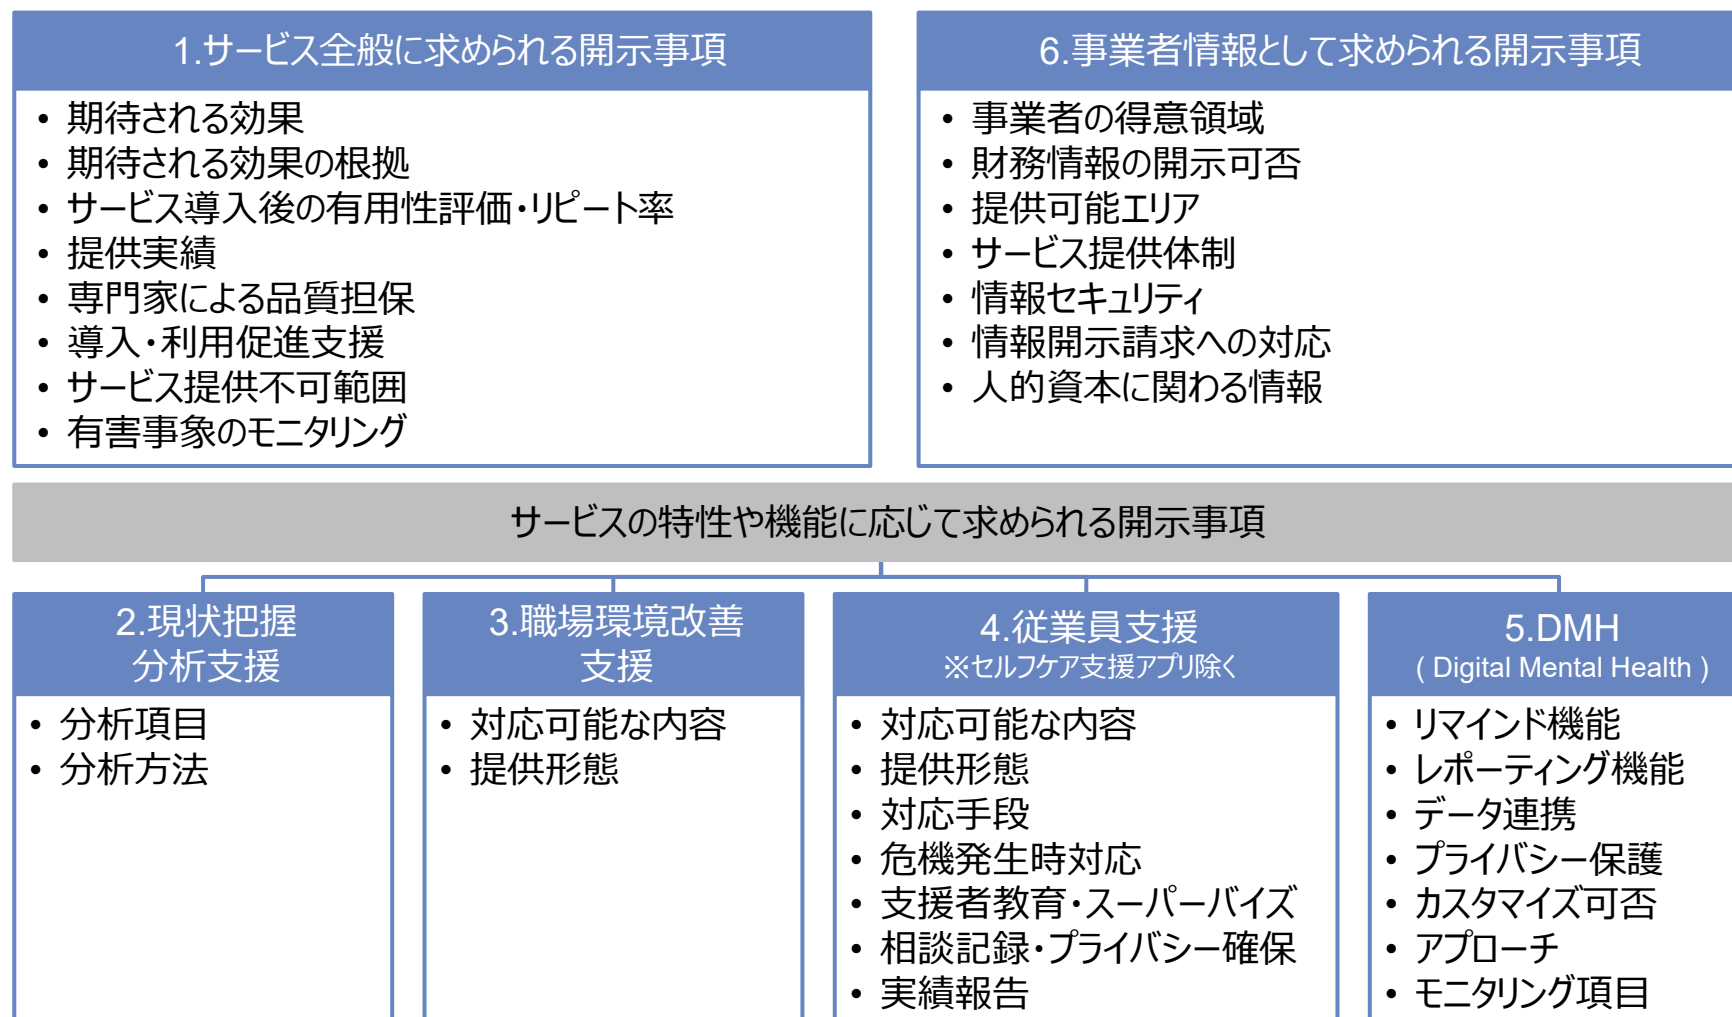 1.サービス全般に求められる開示事項
• 期待される効果
• 期待される効果の根拠
• サービス導入後の有用性評価・リピート率
• 提供実績
• 専門家による品質担保
• 導入・利用促進支援
• サービス提供不可範囲
• 有害事象のモニタリング
6.事業者情報として求められる開示事項
• 事業者の得意領域
• 財務情報の開示可否
• 提供可能エリア
• サービス提供体制
• 情報セキュリティ
• 情報開示請求への対応
• 人的資本に関わる情報
サービスの特性や機能に応じて求められる開示事項
2.現状把握
分析支援
• 分析項目
• 分析方法
3.職場環境改善
支援
• 対応可能な内容
• 提供形態
4.従業員支援
※セルフケア支援アプリ除く
• 対応可能な内容
• 提供形態
• 対応手段
• 危機発生時対応
• 支援者教育・スーパーバイズ
• 相談記録・プライバシー確保
• 実績報告
5.DMH
( Digital Mental Health )
• リマインド機能
• レポーティング機能
• データ連携
• プライバシー保護
• カスタマイズ可否
• アプローチ
• モニタリング項目